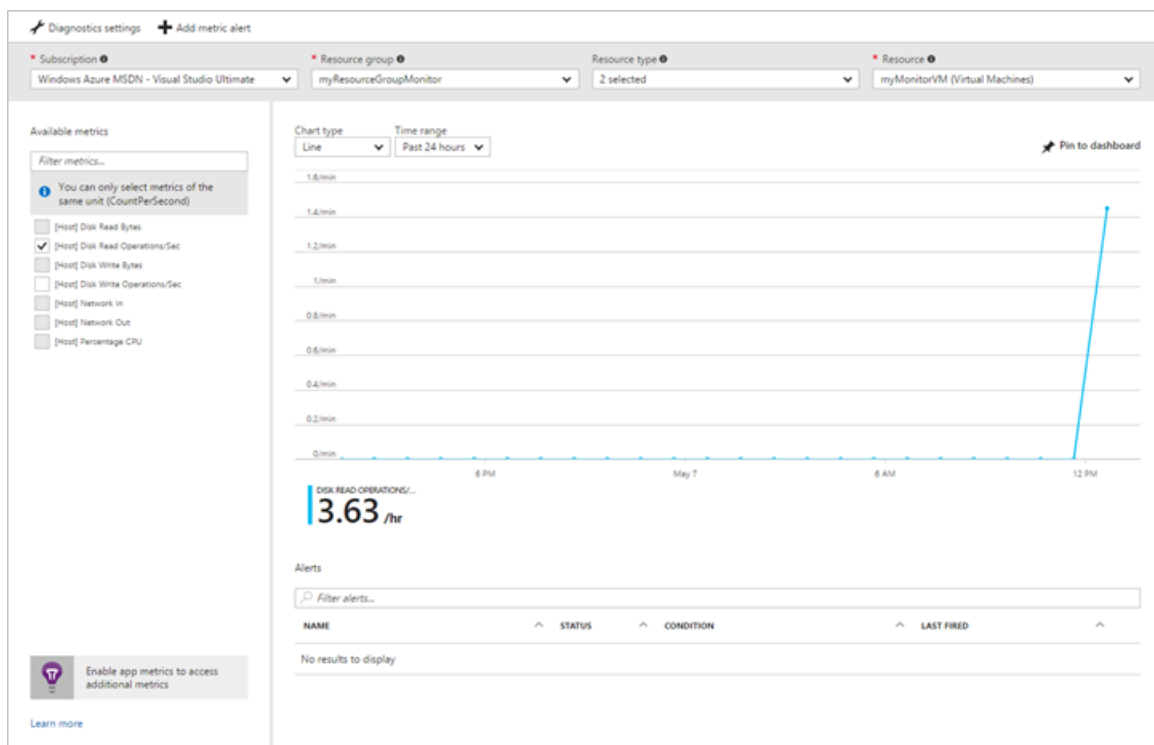 Diagnostics settings Add metric alert
* Subscription * Resource group Resource type * Resource
Windows Azure MSDN - Visual Studio Ultimate myResourceGroupMonitor 2 selected myMonitorVM (Virtual Machines)
Available metrics
Filter metrics...
You can only select metrics of the
same unit (CountPerSecond)
[Host] Disk Read Bytes
[Host] Disk Read Operations/Sec
[Host] Disk Write Bytes
[Host] Disk Write Operations/Sec
[Host] Network In
[Host] Network Out
[Host] Percentage CPU
Enable app metrics to access
additional metrics
Learn more
Chart type Time range
Line Past 24 hours
Pin to dashboard
1.6/min
1.4/min
1.2/min
1/min
0.8/min
0.6/min
0.4/min
0.2/min
0/min
6 PM May 7 6 AM 12 PM
DISK READ OPERATIONS/...
3.63 /hr
Alerts
Filter alerts...
NAME STATUS CONDITION LAST FIRED
No results to display